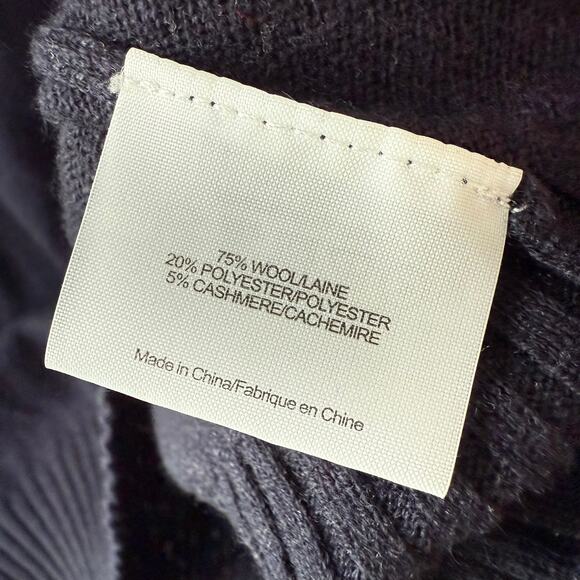 75% WOOL/LAINE
20% POLYESTER/POLYESTER
5% CASHMERE/CACHEMIRE
Made in China/Fabrique en Chine